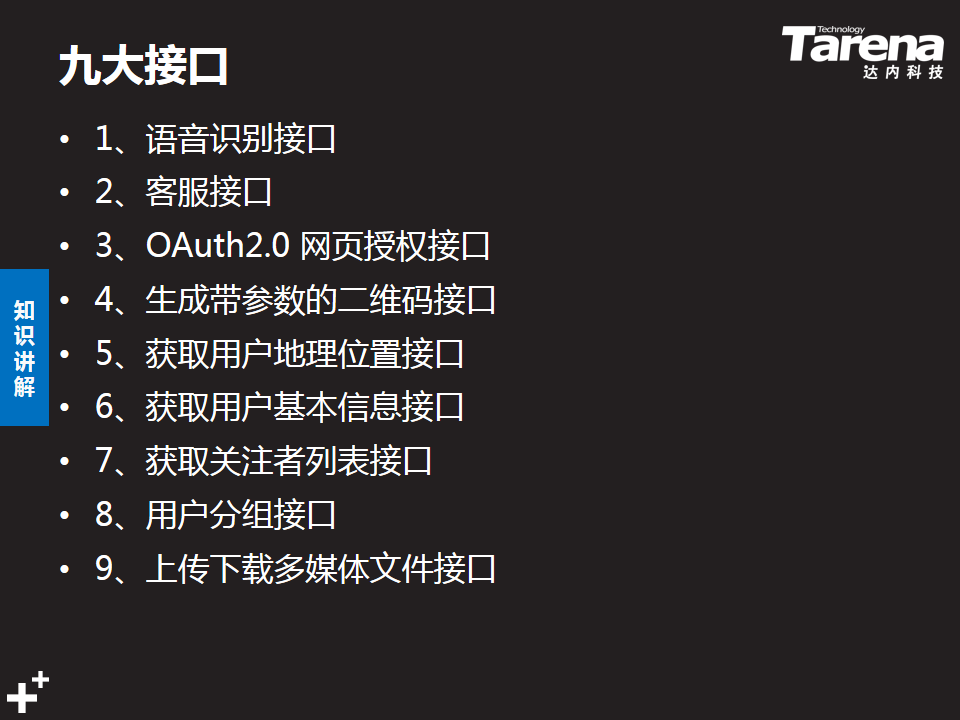 九大接口
Technology
Tarena
达内科技
• 1、语音识别接口
• 2、客服接口
• 3、OAuth2.0 网页授权接口
• 4、生成带参数的二维码接口
• 5、获取用户地理位置接口
• 6、获取用户基本信息接口
• 7、获取关注者列表接口
• 8、用户分组接口
• 9、上传下载多媒体文件接口
知识讲解